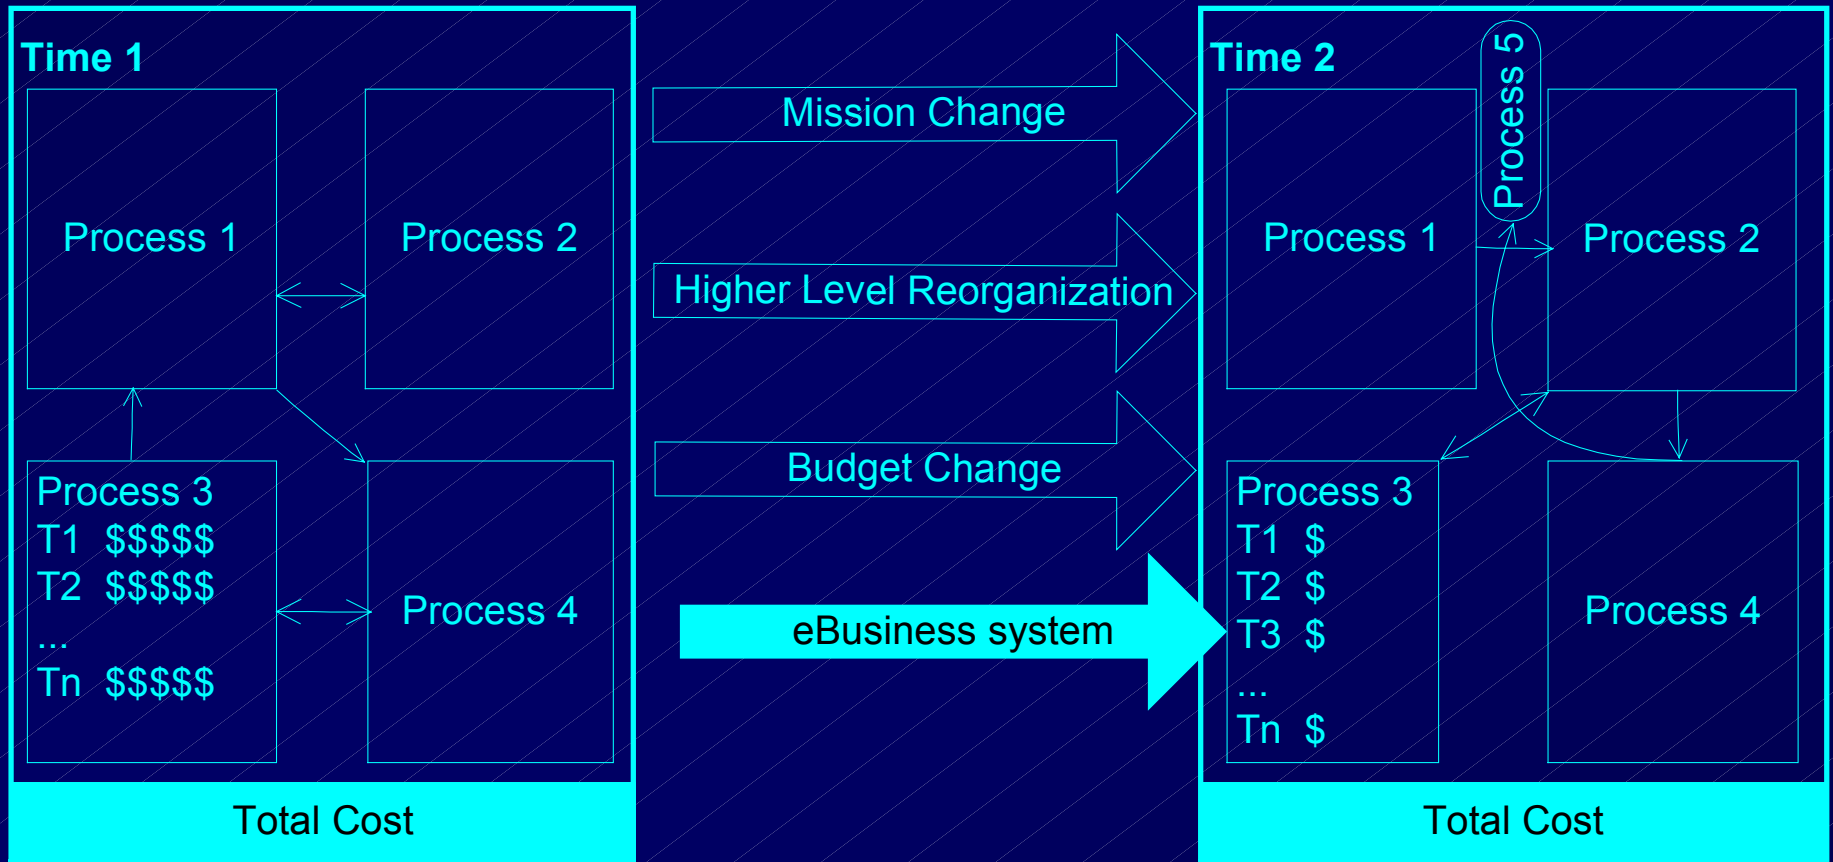 Time 1
Process 1
Process 2
Process 3
T1 $$$$$
T2 $$$$$
...
Tn $$$$$
Process 4
Total Cost
Mission Change
Higher Level Reorganization
Budget Change
eBusiness system
Time 2
Process 5
Process 1
Process 2
Process 3
T1 $
T2 $
T3 $
...
Tn $
Process 4
Total Cost